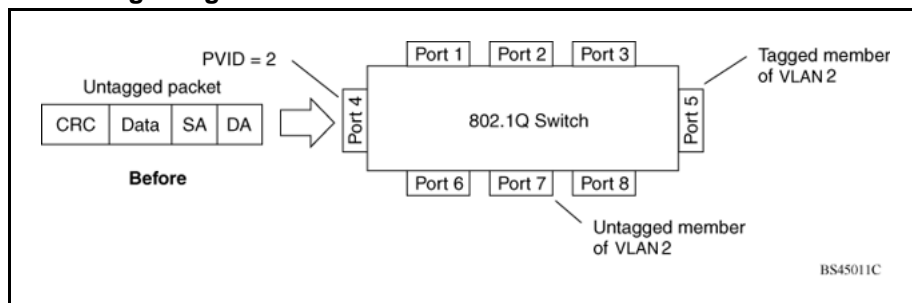 PVID = 2
Port 1
Port 2
Port 3
Tagged member
of VLAN 2
Untagged packet
CRC
Data
SA
DA
Port 4
802.1Q Switch
Port 5
Before
Port 6
Port 7
Port 8
Untagged member
of VLAN 2
BS45011C